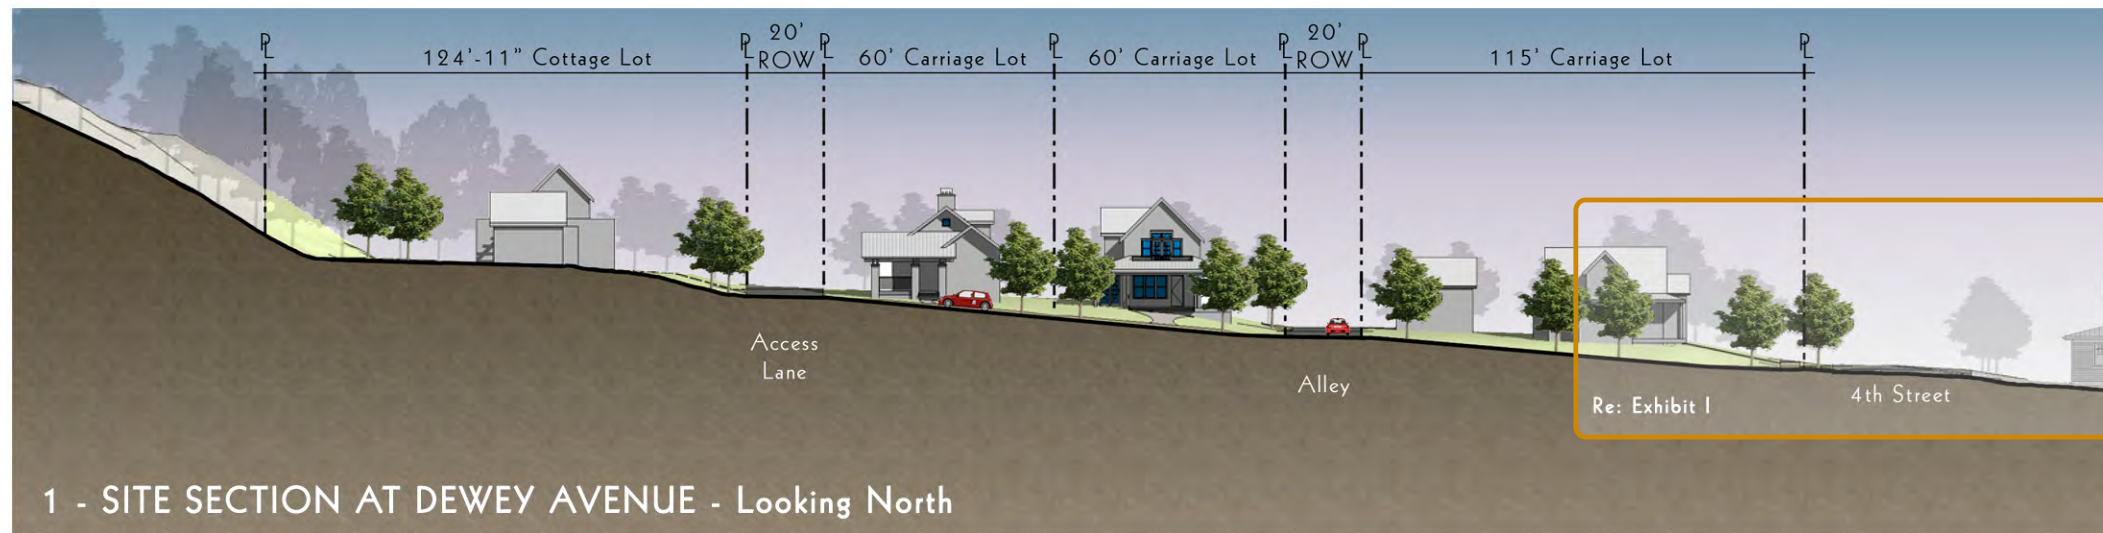 PL PL 20' ROW PL PL PL 20' ROW PL PL
124'-11" Cottage Lot
60' Carriage Lot
60' Carriage Lot
115' Carriage Lot
Access
Lane
Alley
Re: Exhibit I
4th Street
1 - SITE SECTION AT DEWEY AVENUE - Looking North